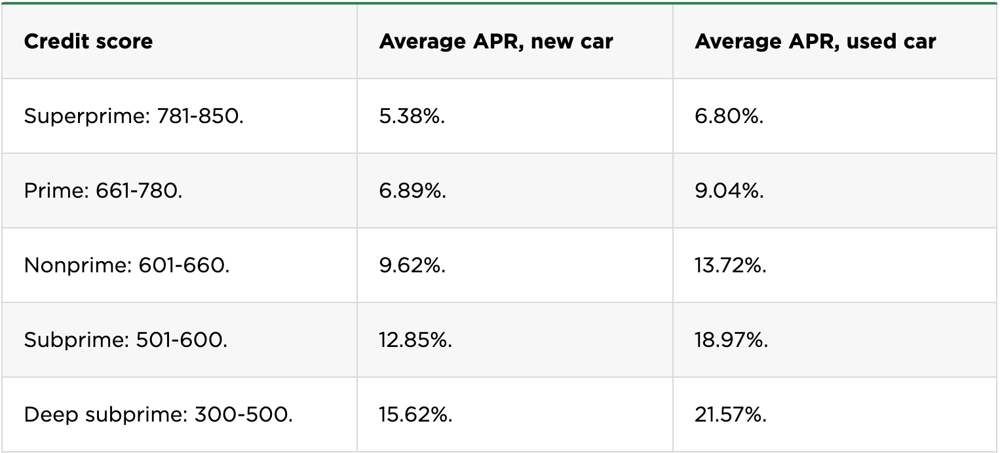 Credit score Average APR, new car Average APR, used car
Superprime: 781-850. 5.38%. 6.80%.
Prime: 661-780. 6.89%. 9.04%.
Nonprime: 601-660. 9.62%. 13.72%.
Subprime: 501-600. 12.85%. 18.97%.
Deep subprime: 300-500. 15.62%. 21.57%.